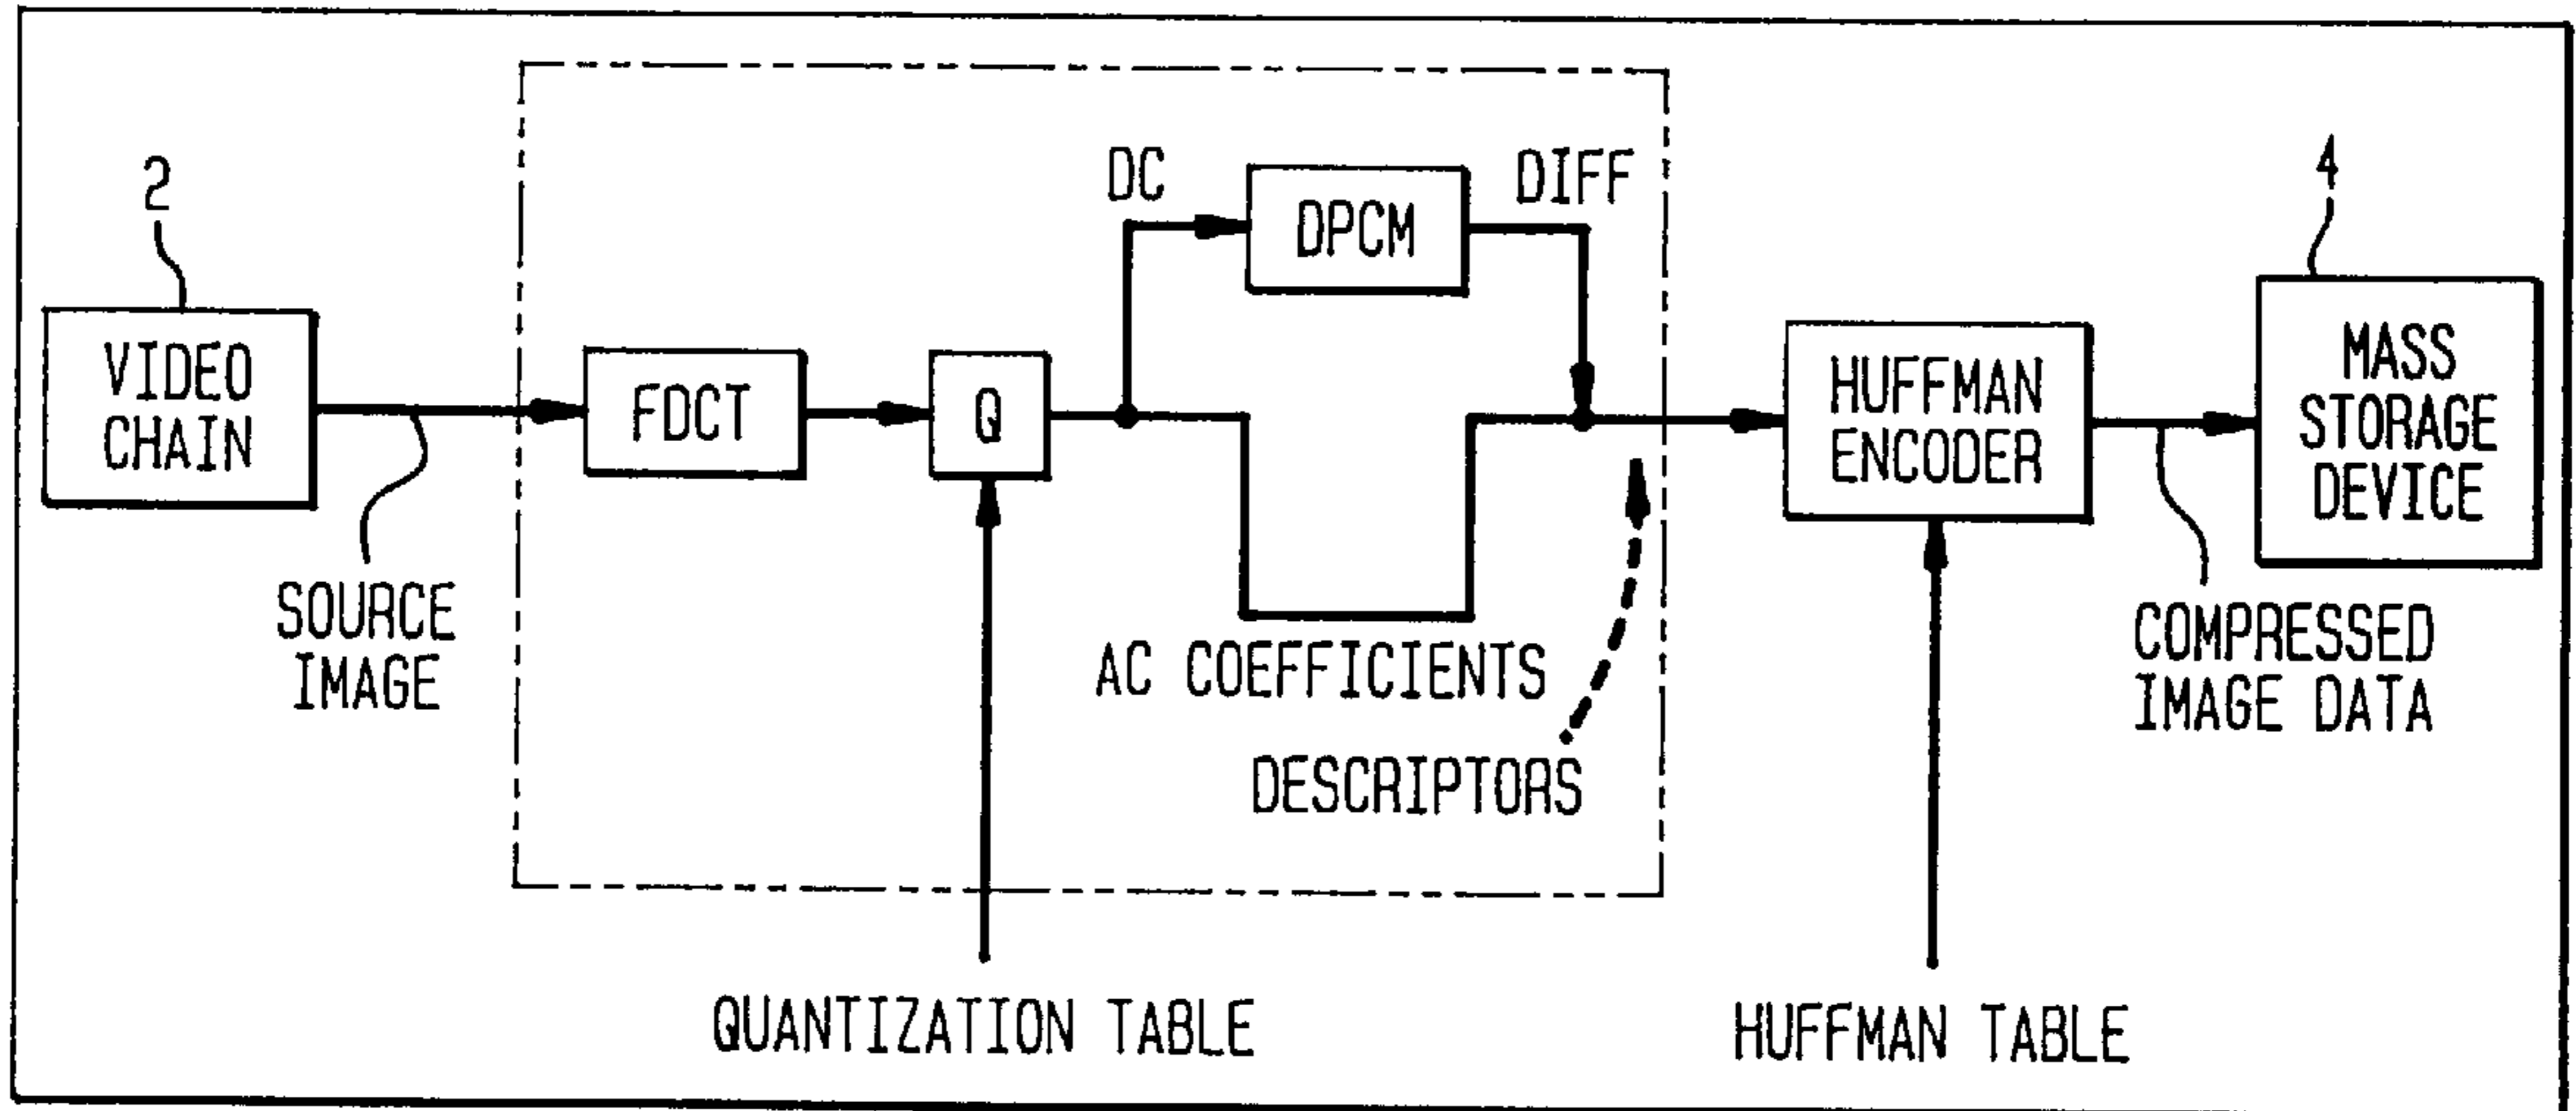 2
VIDEO
CHAIN
SOURCE
IMAGE
FDCT
Q
DC
DPCM
DIFF
AC COEFFICIENTS
DESCRIPTORS
QUANTIZATION TABLE
HUFFMAN
ENCODER
HUFFMAN TABLE
4
MASS
STORAGE
DEVICE
COMPRESSED
IMAGE DATA